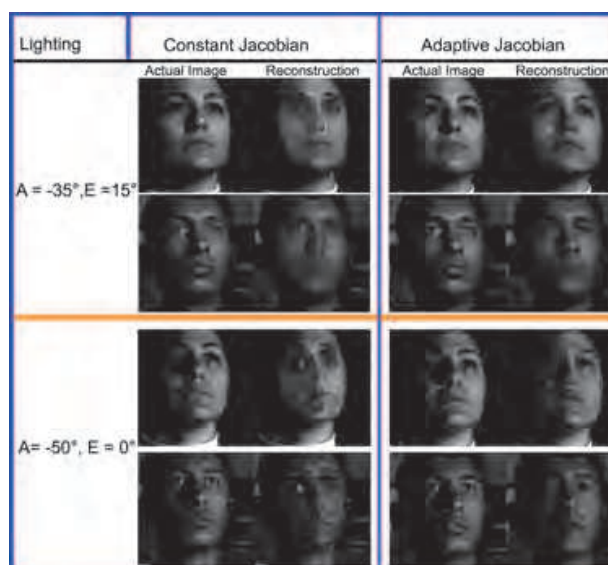 Lighting
Constant Jacobian
Adaptive Jacobian
Actual Image Reconstruction
Actual Image Reconstruction
A = -35°,E =15°
A= -50°, E = 0°